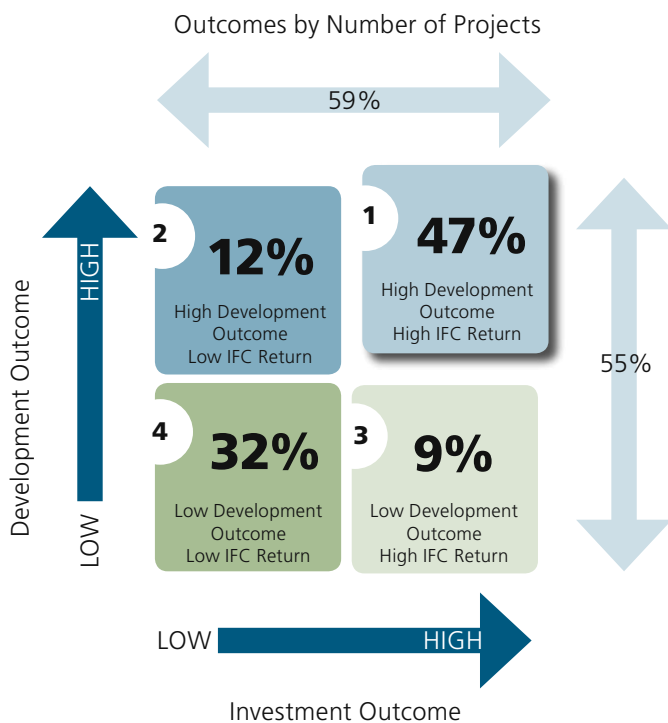 Outcomes by Number of Projects
59%
HIGH
Development Outcome
LOW
2
12%
High Development
Outcome
Low IFC Return
1
47%
High Development
Outcome
High IFC Return
55%
4
32%
Low Development
Outcome
Low IFC Return
3
9%
Low Development
Outcome
High IFC Return
LOW
HIGH
Investment Outcome